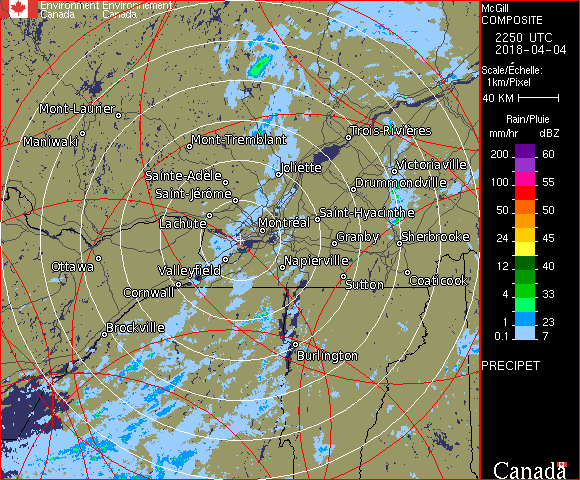 Environment Environnement
Canada Canada
McGill
COMPOSITE
2250 UTC
2018-04-04
Scale/Échelle:
1km/Pixel
40 KM
Rain/Pluie
mm/hr dBZ
200 60
150 57
100 55
50 50
24 45
12 40
4 33
1 23
0.1 7
PRECIPET
Canada
Mont-Laurier
Maniwaki
Mont-Tremblant
Trois-Rivières
Joliette
Victoriaville
Sainte-Adèle
Drummondville
Saint-Jérôme
Saint-Hyacinthe
Lachute
Montréal
Granby
Sherbrooke
Ottawa
Valleyfield
Napierville
Cornwall
Sutton
Coaticook
Brockville
Burlington